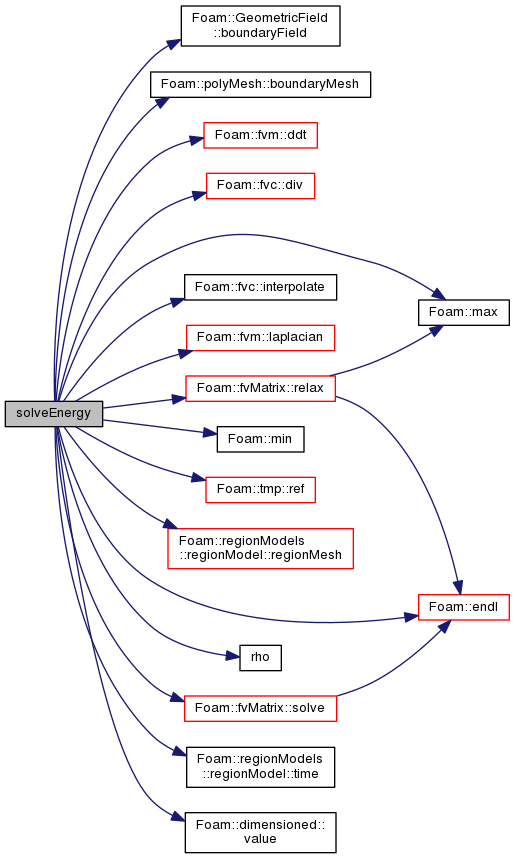 Foam::GeometricField
::boundaryField
Foam::polyMesh::boundaryMesh
Foam::fvm::ddt
Foam::fvc::div
Foam::fvc::interpolate
Foam::max
Foam::fvm::laplacian
Foam::fvMatrix::relax
solveEnergy
Foam::min
Foam::tmp::ref
Foam::regionModels
::regionModel::regionMesh
Foam::endl
rho
Foam::fvMatrix::solve
Foam::regionModels
::regionModel::time
Foam::dimensioned::
value